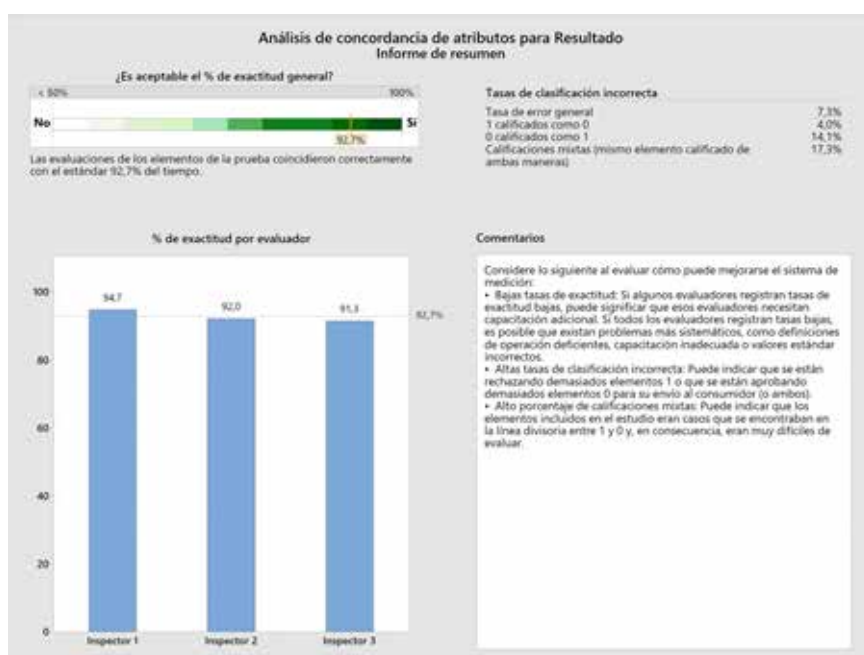 Análisis de concordancia de atributos para Resultado
Informe de resumen
¿Es aceptable el % de exactitud general?
< 50%
100%
No
Sí
92,7%
Las evaluaciones de los elementos de la prueba coincidieron correctamente
con el estándar 92,7% del tiempo.
Tasas de clasificación incorrecta
Tasa de error general 7,3%
1 calificados como 0 4,0%
0 calificados como 1 14,1%
Calificaciones mixtas (mismo elemento calificado de 17,3%
ambas maneras)
% de exactitud por evaluador
100
80
60
40
20
0
94,7
92,0
91,3
92,7%
Inspector 1
Inspector 2
Inspector 3
Comentarios
Considere lo siguiente al evaluar cómo puede mejorarse el sistema de
medición:
• Bajas tasas de exactitud: Si algunos evaluadores registran tasas de
exactitud bajas, puede significar que esos evaluadores necesitan
capacitación adicional. Si todos los evaluadores registran tasas bajas,
es posible que existan problemas más sistemáticos, como definiciones
de operación deficientes, capacitación inadecuada o valores estándar
incorrectos.
• Altas tasas de clasificación incorrecta: Puede indicar que se están
rechazando demasiados elementos 1 o que se están aprobando
demasiados elementos 0 para su envío al consumidor (o ambos).
• Alto porcentaje de calificaciones mixtas: Puede indicar que los
elementos incluidos en el estudio eran casos que se encontraban en
la línea divisoria entre 1 y 0 y, en consecuencia, eran muy difíciles de
evaluar.